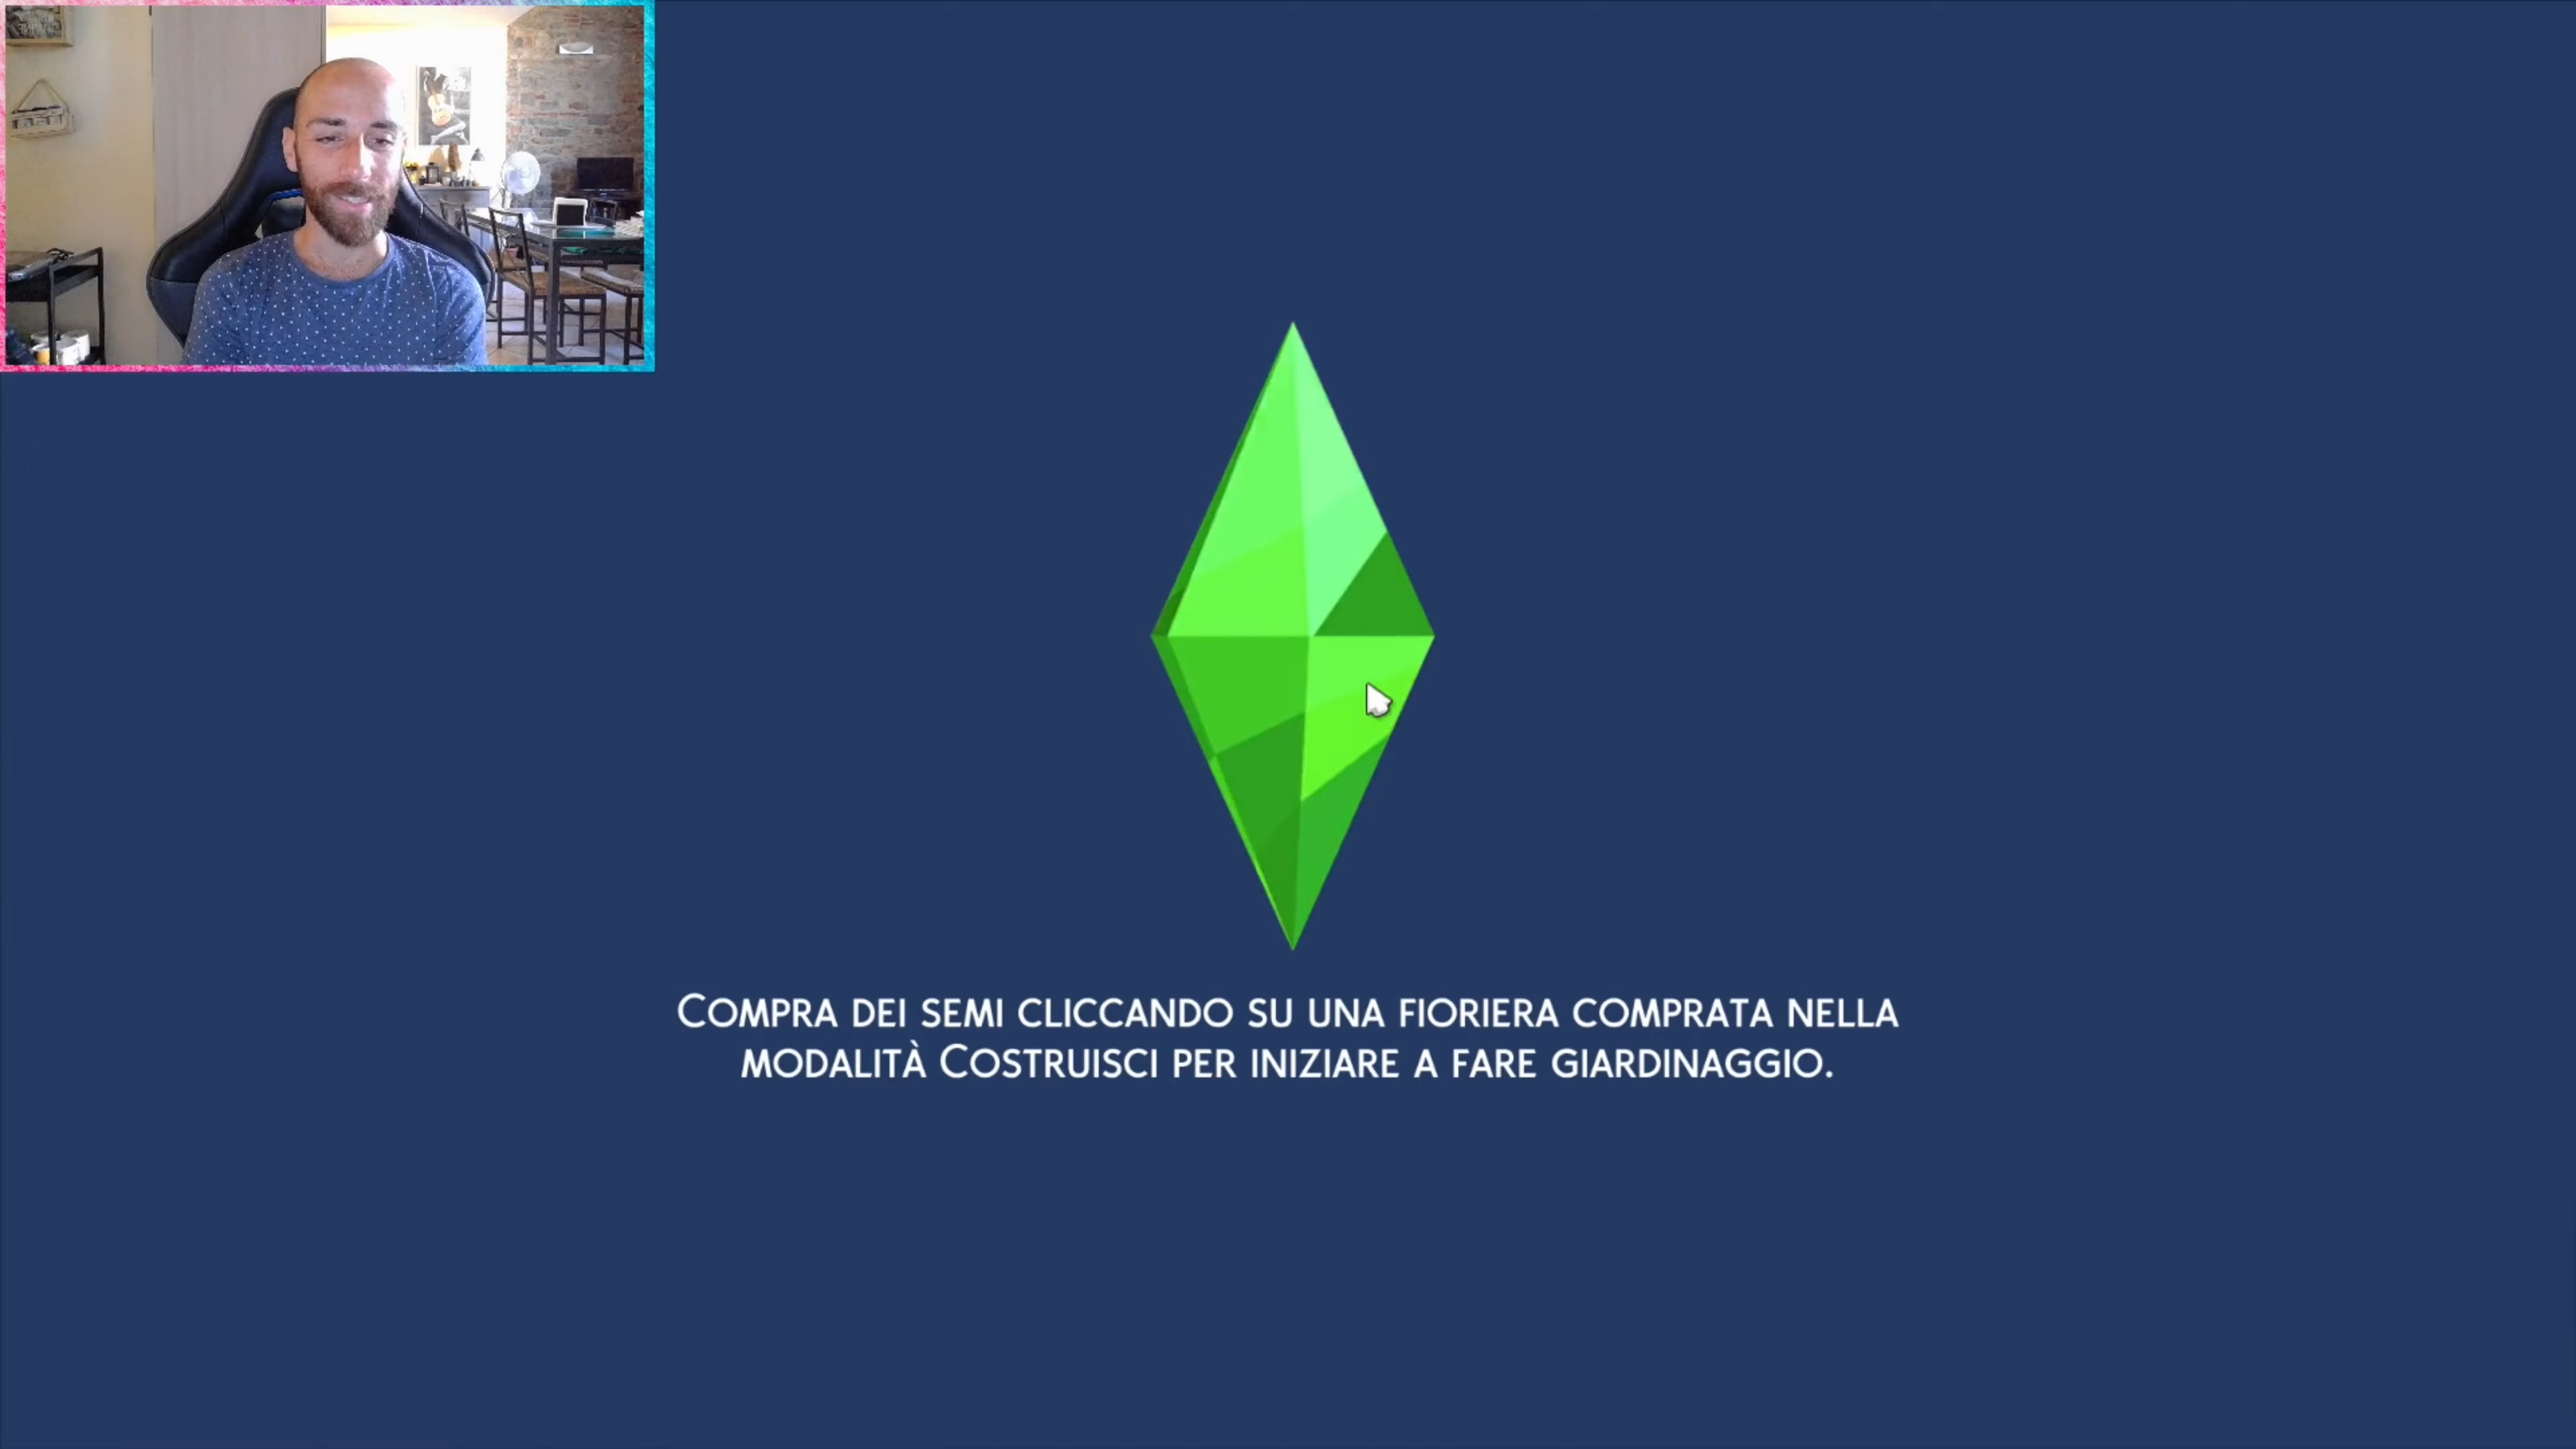 Compra dei semi cliccando su una fioriera comprata nella
modalità Costruisci per iniziare a fare giardinaggio.